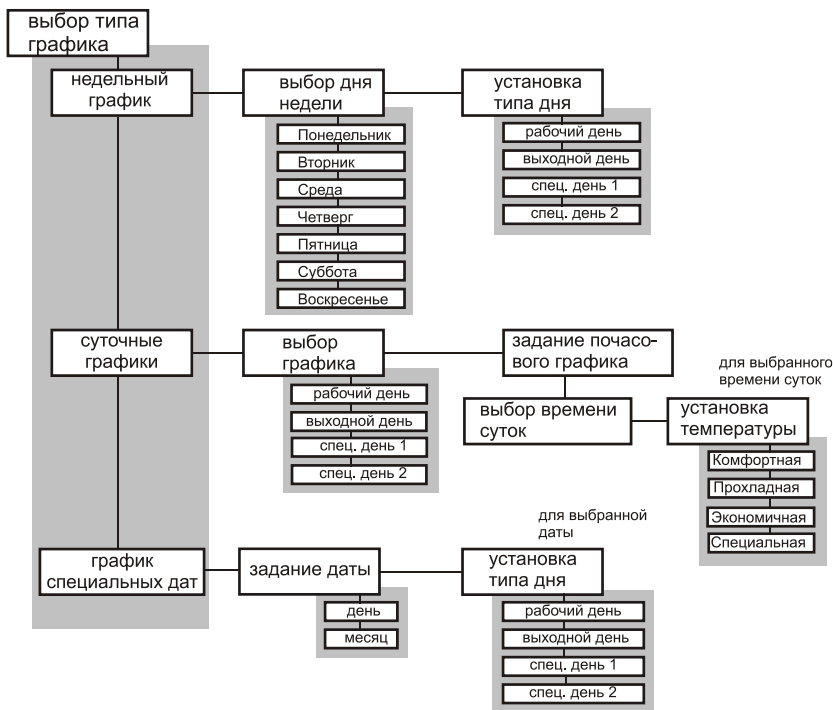 выбор типа
графика
недельный
график
выбор дня
недели
Понедельник
Вторник
Среда
Четверг
Пятница
Суббота
Воскресенье
установка
типа дня
рабочий день
выходной день
спец. день 1
спец. день 2
суточные
графики
выбор
графика
рабочий день
выходной день
спец. день 1
спец. день 2
задание почасо-
вого графика
выбор времени
суток
для выбранного
времени суток
установка
температуры
Комфортная
Прохладная
Экономичная
Специальная
график
специальных дат
задание даты
день
месяц
для выбранной
даты
установка
типа дня
рабочий день
выходной день
спец. день 1
спец. день 2